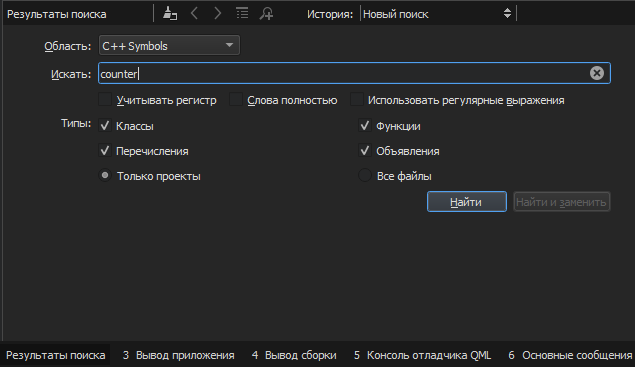 Результаты поиска История: Новый поиск
Область: C++ Symbols
Искать: counter
Учитывать регистр Слова полностью Использовать регулярные выражения
Типы: Классы Функции
Перечисления Объявления
Только проекты Все файлы
Найти Найти и заменить
Результаты поиска 3 Вывод приложения 4 Вывод сборки 5 Консоль отладчика QML 6 Основные сообщения